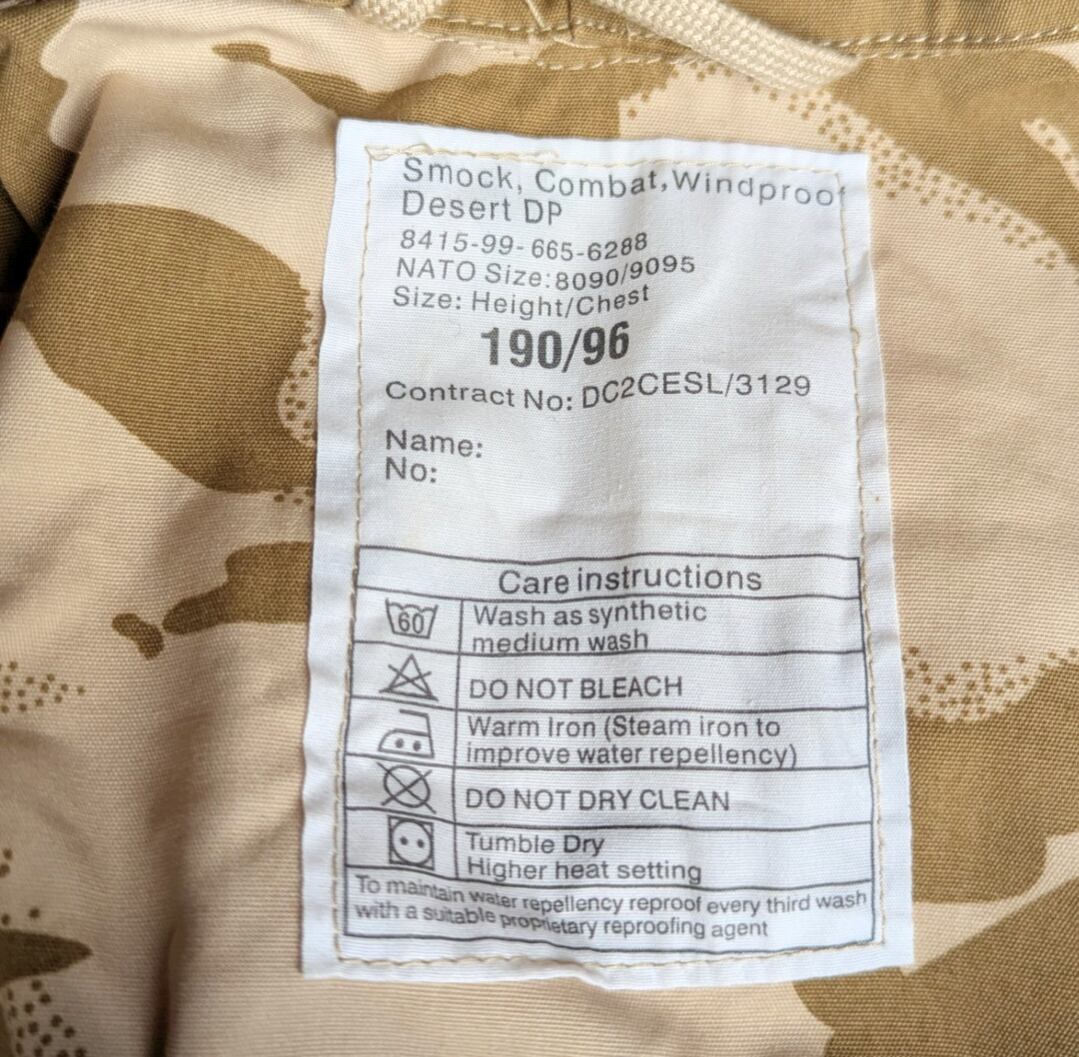 Smock, Combat, Windproof
Desert DP
8415-99-665-6288
NATO Size:8090/9095
Size: Height/Chest
190/96
Contract No: DC2CESL/3129
Name:
No:
Care instructions
60
Wash as synthetic
medium wash
DO NOT BLEACH
Warm Iron (Steam iron to
improve water repellency)
DO NOT DRY CLEAN
Tumble Dry
Higher heat setting
To maintain water repellency reproof every third wash
with a suitable proprietary reproofing agent